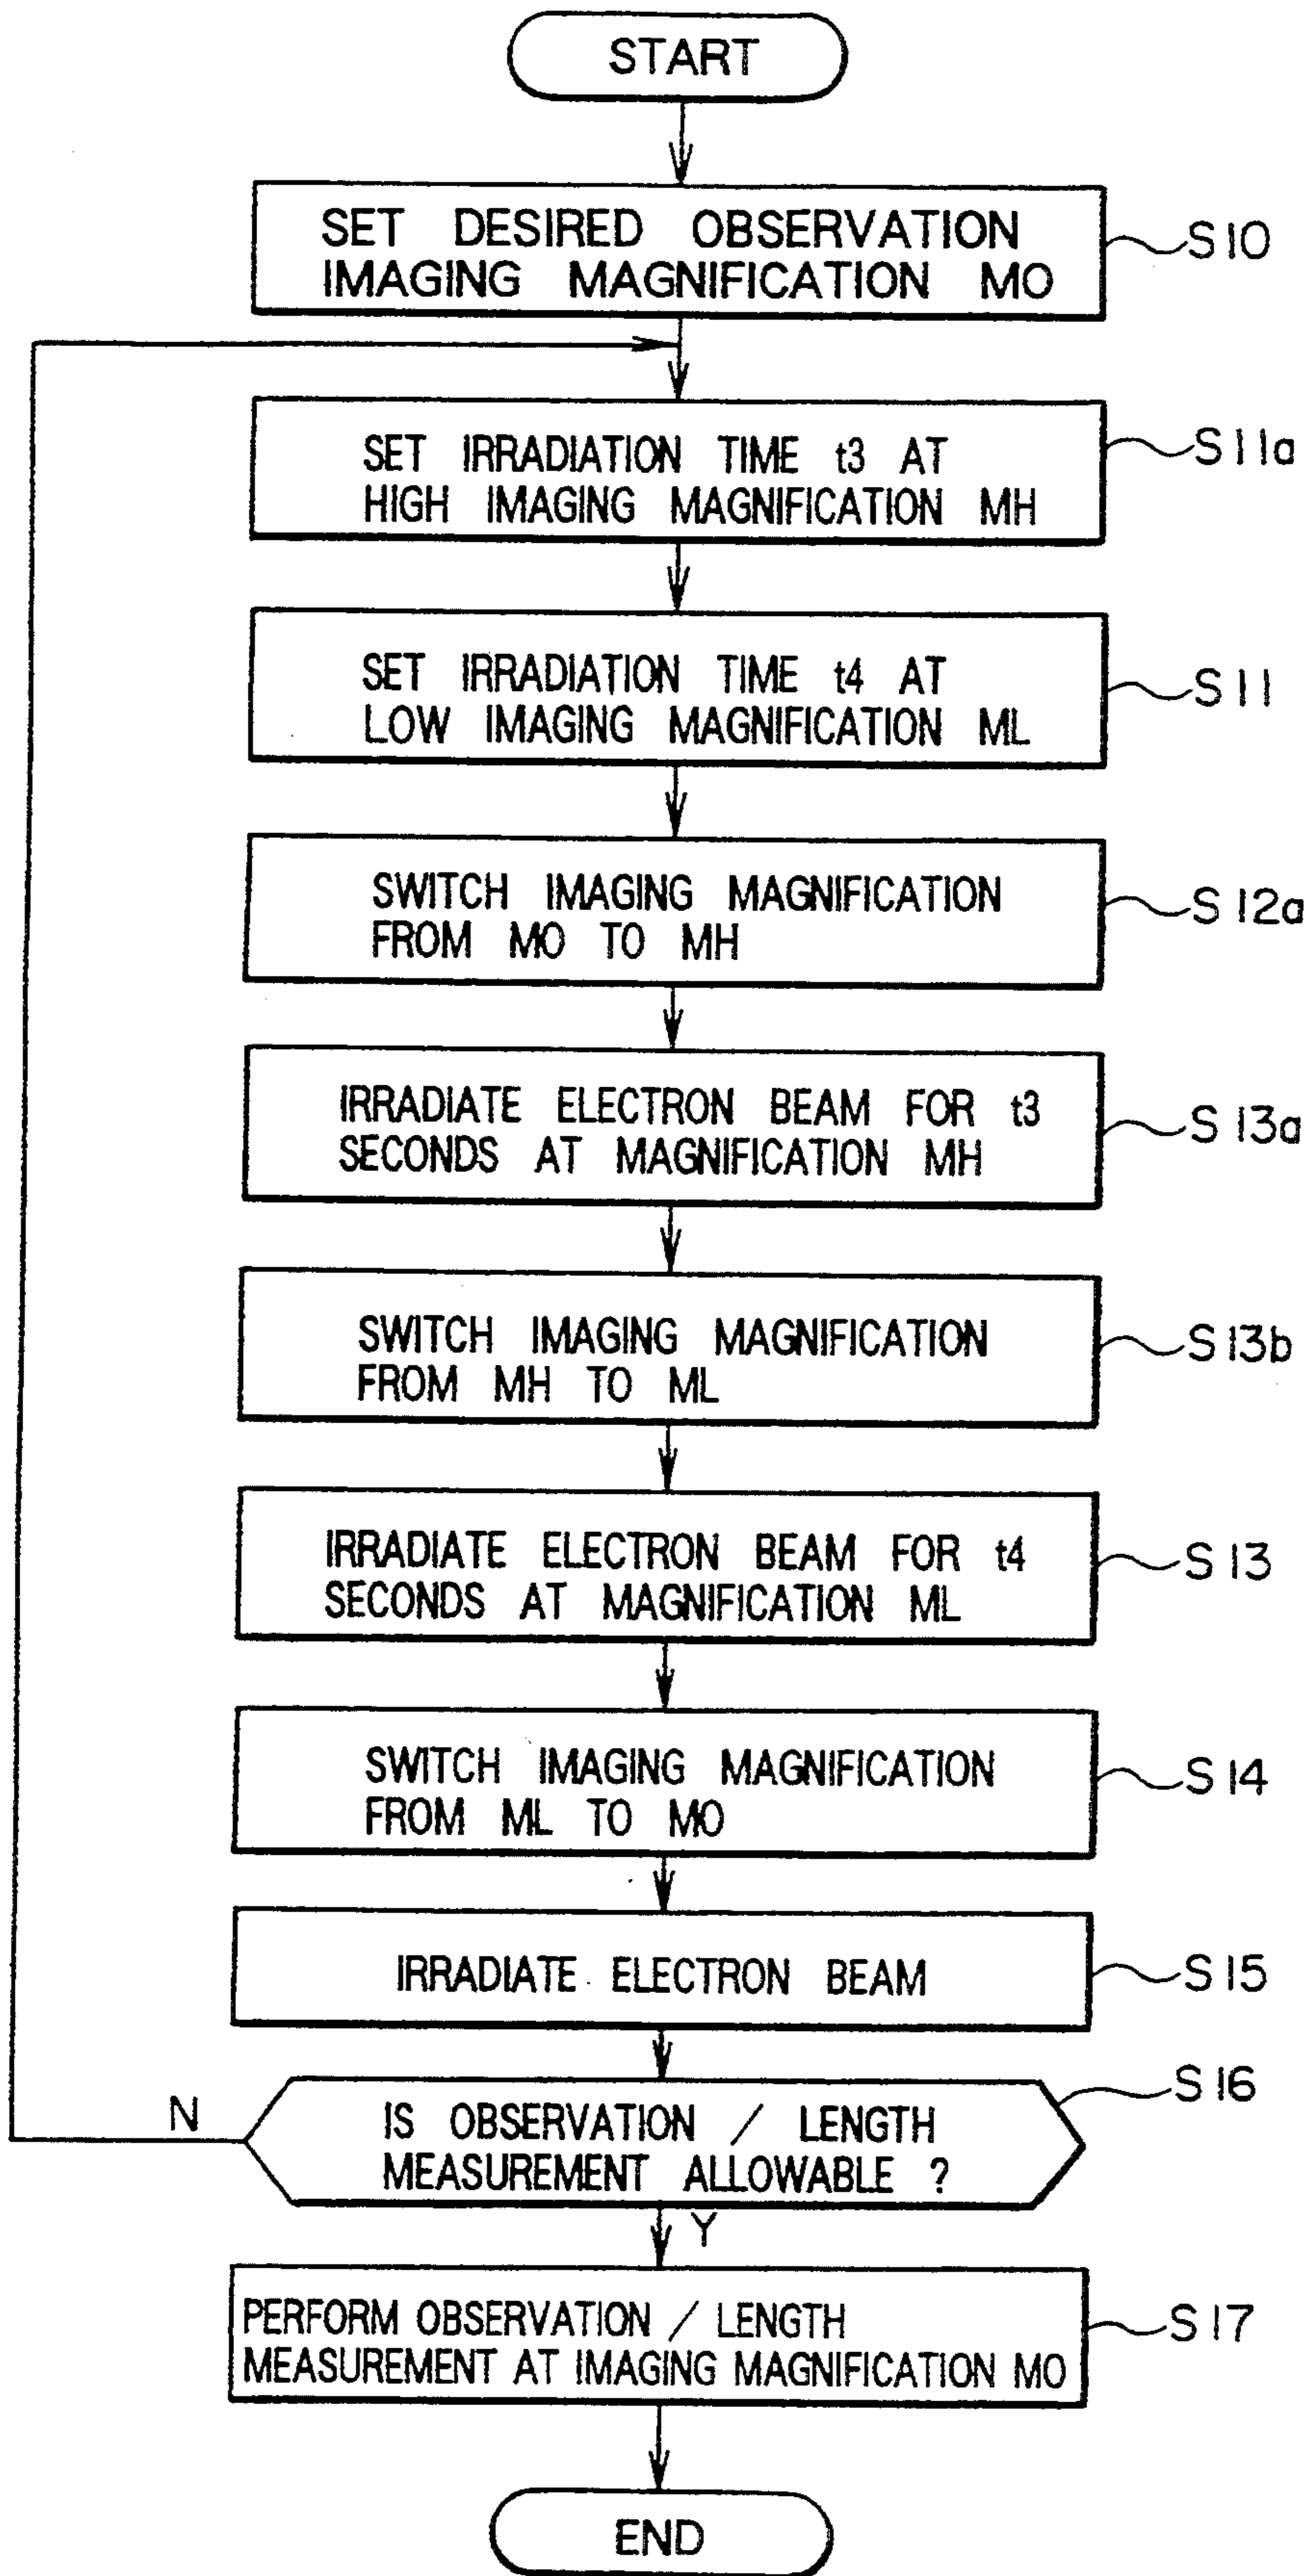 START
SET DESIRED OBSERVATION
IMAGING MAGNIFICATION MO
S10
SET IRRADIATION TIME t3 AT
HIGH IMAGING MAGNIFICATION MH
S11a
SET IRRADIATION TIME t4 AT
LOW IMAGING MAGNIFICATION ML
S11
SWITCH IMAGING MAGNIFICATION
FROM MO TO MH
S12a
IRRADIATE ELECTRON BEAM FOR t3
SECONDS AT MAGNIFICATION MH
S13a
SWITCH IMAGING MAGNIFICATION
FROM MH TO ML
S13b
IRRADIATE ELECTRON BEAM FOR t4
SECONDS AT MAGNIFICATION ML
S13
SWITCH IMAGING MAGNIFICATION
FROM ML TO MO
S14
IRRADIATE ELECTRON BEAM
S15
N
IS OBSERVATION / LENGTH
MEASUREMENT ALLOWABLE ?
S16
Y
PERFORM OBSERVATION / LENGTH
MEASUREMENT AT IMAGING MAGNIFICATION MO
S17
END